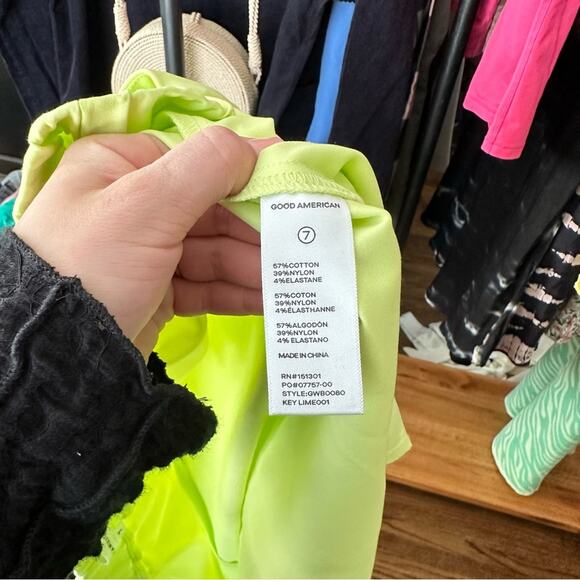 GOOD AMERICAN
7
57%COTTON
39%NYLON
4%ELASTANE
57%COTON
39%NYLON
4%ÉLASTHANNE
57%ALGODÓN
39%NYLON
4% ELASTANO
MADE IN CHINA
RN#151301
PO#07757-00
STYLE:GWB0080
KEY LIME001